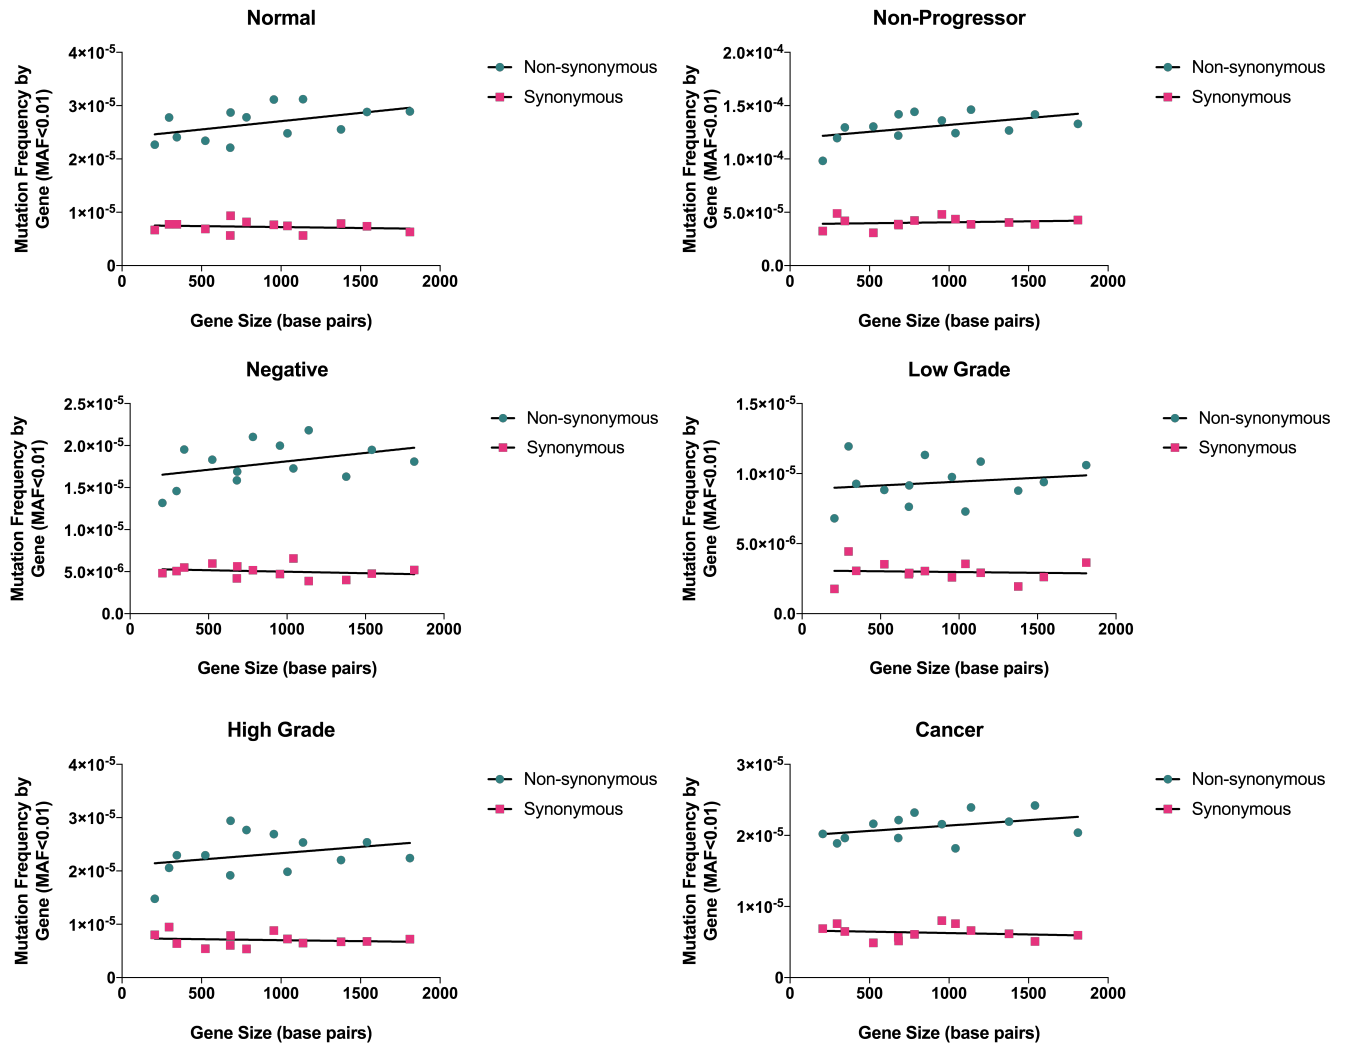 Normal
Mutation Frequency by
Gene (MAF<0.01)
4×10⁻⁵
3×10⁻⁵
2×10⁻⁵
1×10⁻⁵
0
0 500 1000 1500 2000
Gene Size (base pairs)
Non-synonymous
Synonymous
Non-Progressor
Mutation Frequency by
Gene (MAF<0.01)
2.0×10⁻⁴
1.5×10⁻⁴
1.0×10⁻⁴
5.0×10⁻⁵
0.0
0 500 1000 1500 2000
Gene Size (base pairs)
Non-synonymous
Synonymous
Negative
Mutation Frequency by
Gene (MAF<0.01)
2.5×10⁻⁵
2.0×10⁻⁵
1.5×10⁻⁵
1.0×10⁻⁵
5.0×10⁻⁶
0.0
0 500 1000 1500 2000
Gene Size (base pairs)
Non-synonymous
Synonymous
Low Grade
Mutation Frequency by
Gene (MAF<0.01)
1.5×10⁻⁵
1.0×10⁻⁵
5.0×10⁻⁶
0.0
0 500 1000 1500 2000
Gene Size (base pairs)
Non-synonymous
Synonymous
High Grade
Mutation Frequency by
Gene (MAF<0.01)
4×10⁻⁵
3×10⁻⁵
2×10⁻⁵
1×10⁻⁵
0
0 500 1000 1500 2000
Gene Size (base pairs)
Non-synonymous
Synonymous
Cancer
Mutation Frequency by
Gene (MAF<0.01)
3×10⁻⁵
2×10⁻⁵
1×10⁻⁵
0
0 500 1000 1500 2000
Gene Size (base pairs)
Non-synonymous
Synonymous